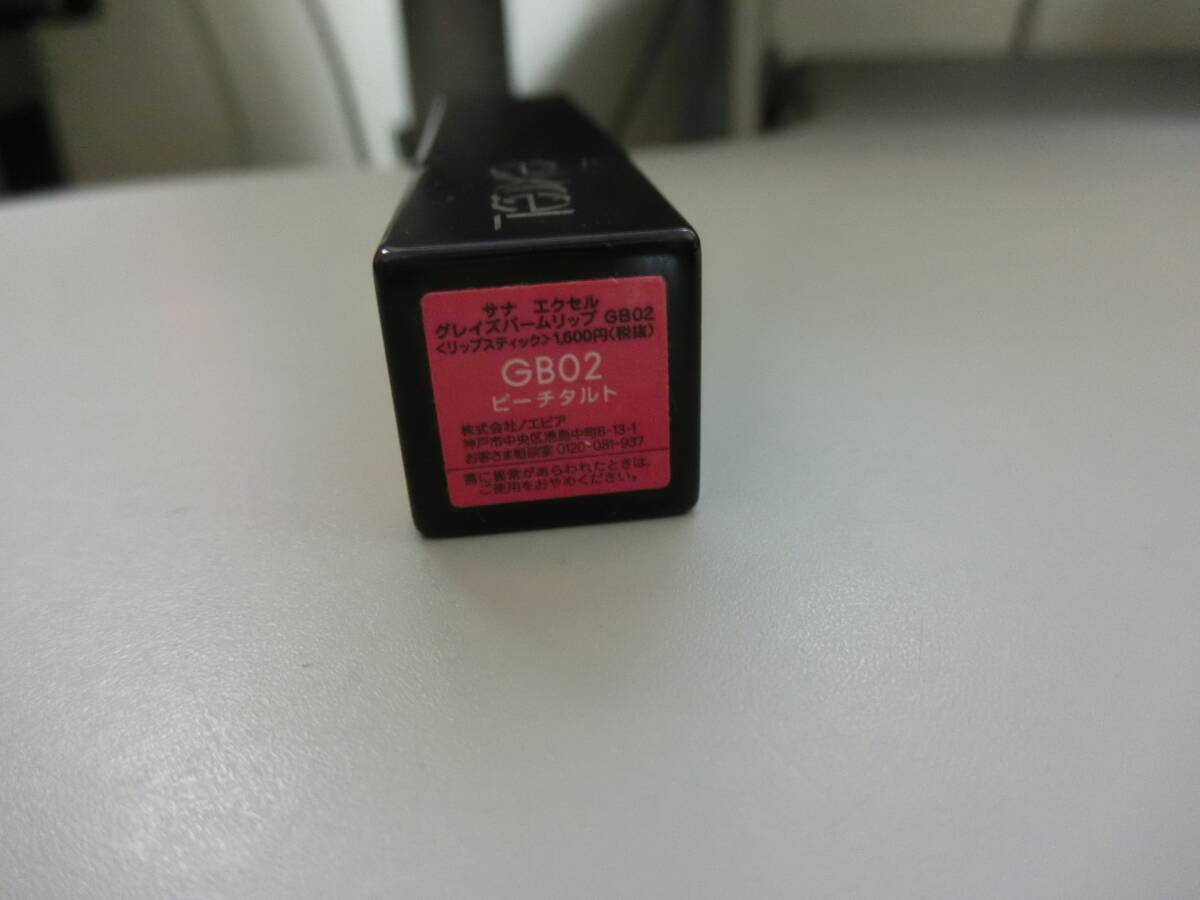 excel
サナ エクセル
グレイズバームリップ GB02
<リップスティック> 1,600円(税抜)
GB02
ピーチタルト
株式会社ノエビア
神戸市中央区港島中町6-13-1
お客さま相談室 0120-081-937
唇に異常があらわれたときは、
ご使用をおやめください。